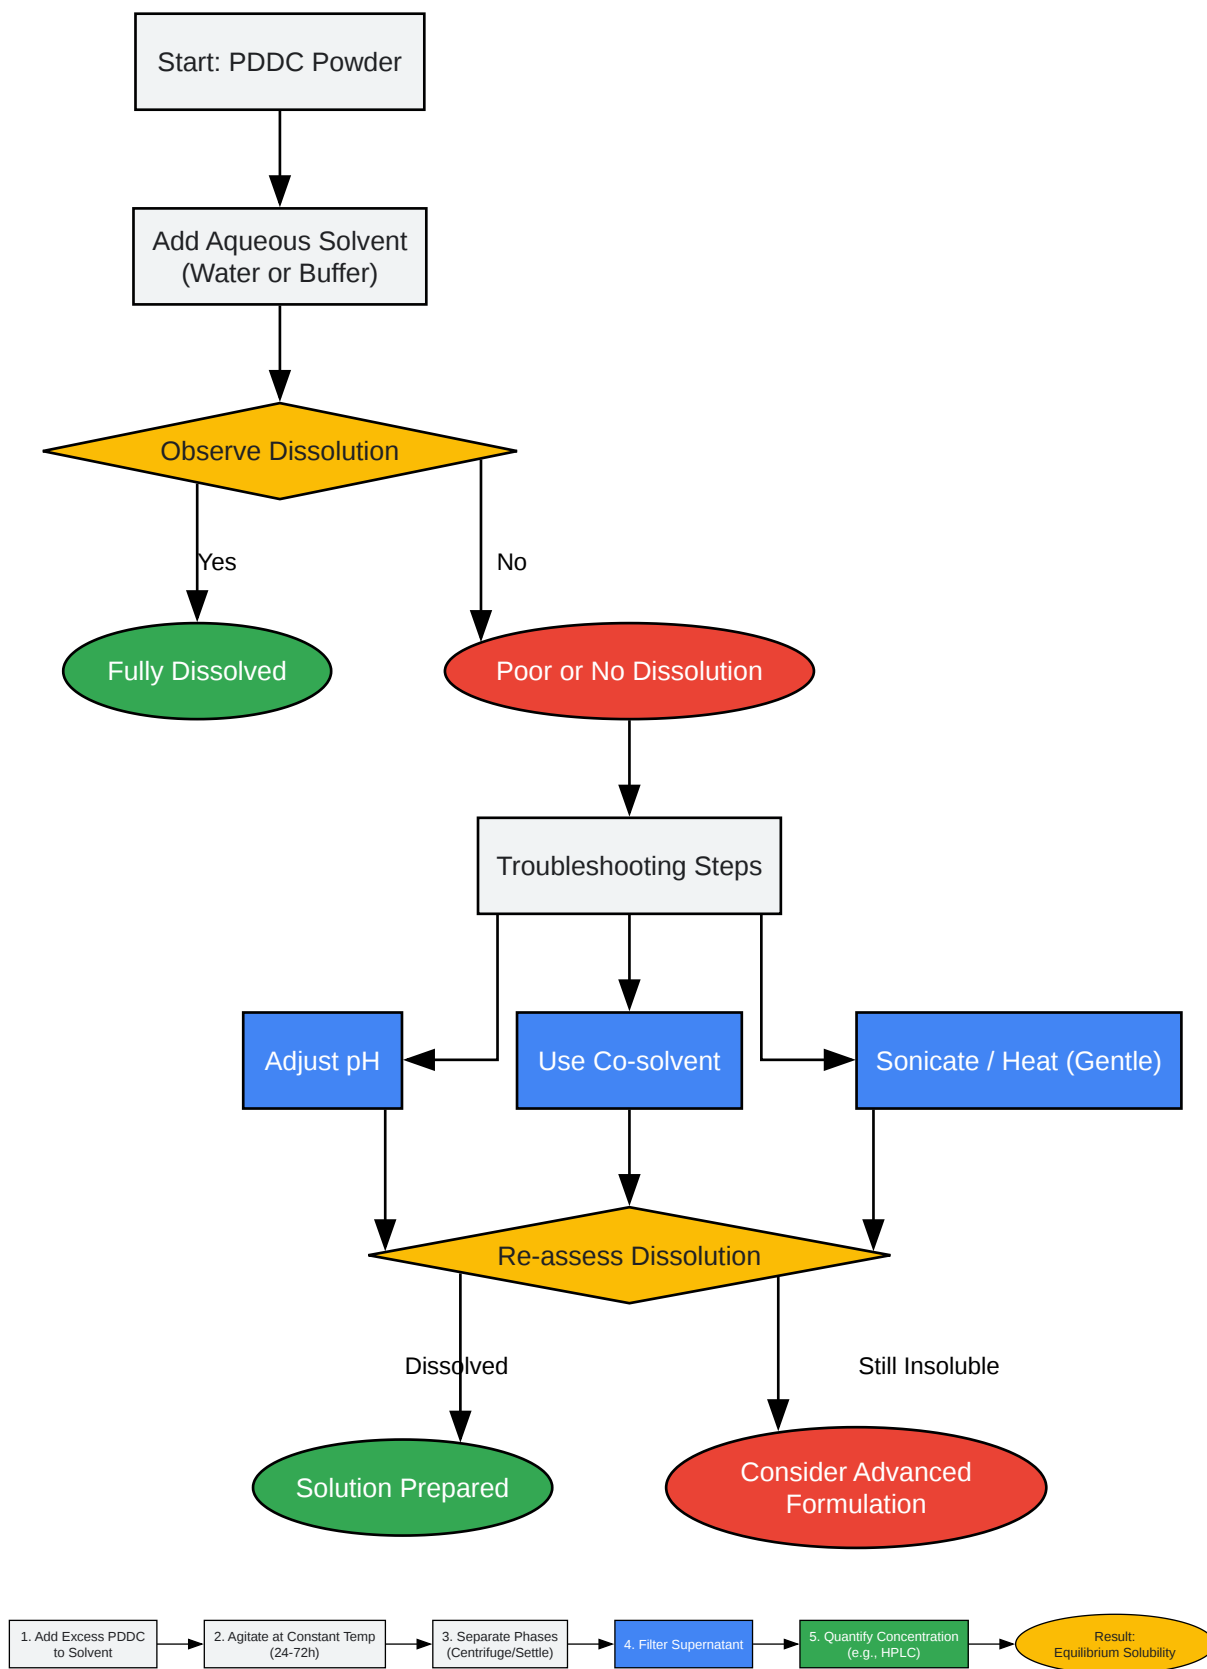 Start: PDDC Powder
Add Aqueous Solvent
(Water or Buffer)
Observe Dissolution
Yes
No
Fully Dissolved
Poor or No Dissolution
Troubleshooting Steps
Adjust pH
Use Co-solvent
Sonicate / Heat (Gentle)
Re-assess Dissolution
Dissolved
Still Insoluble
Solution Prepared
Consider Advanced
Formulation
1. Add Excess PDDC
to Solvent
2. Agitate at Constant Temp
(24-72h)
3. Separate Phases
(Centrifuge/Settle)
4. Filter Supernatant
5. Quantify Concentration
(e.g., HPLC)
Result:
Equilibrium Solubility